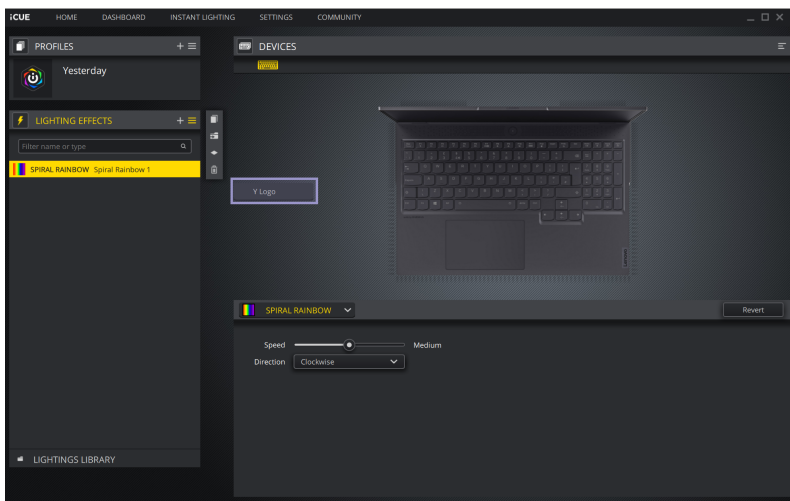 iCUE HOME DASHBOARD INSTANT LIGHTING SETTINGS COMMUNITY
PROFILES
Yesterday
LIGHTING EFFECTS
Filter name or type
SPIRAL RAINBOW Spiral Rainbow 1
LIGHTINGS LIBRARY
DEVICES
Y Logo
SPIRAL RAINBOW
Revert
Speed Medium
Direction Clockwise